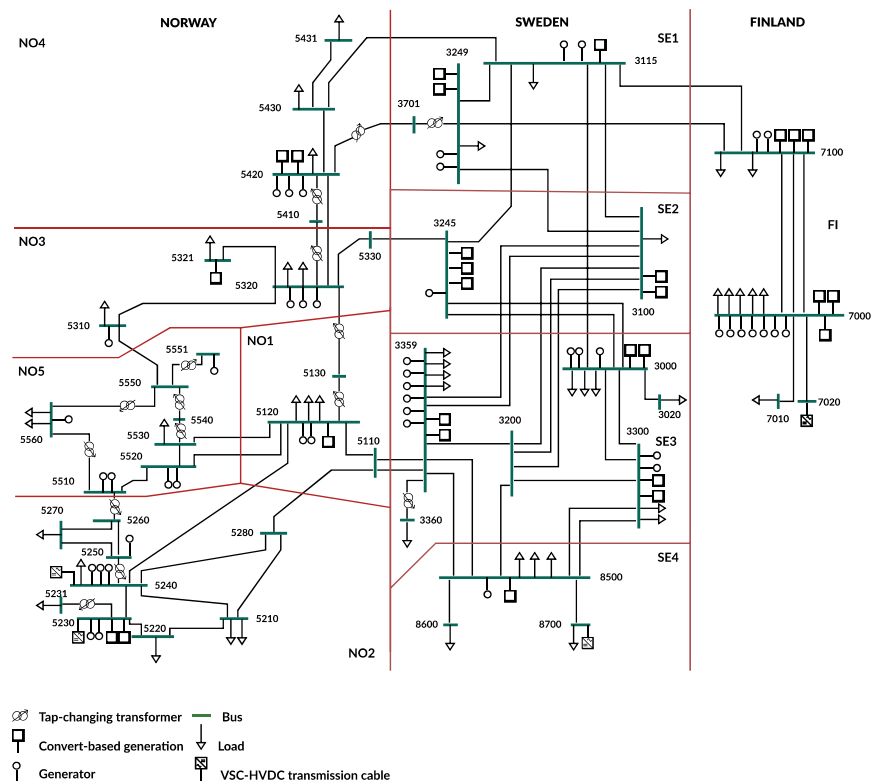 NORWAY SWEDEN FINLAND
NO4 5431 3249 SE1
3115
5430 3701
7100
5420
5410 3245 SE2 FI
NO3 5321 5330
5320 3100
5310 7000
NO5 5551 NO1 3359
5550 5130 3000
5560 5540 5120 3200 3020 7010 7020
5530 5110 3300
5520 SE3
5510
5270 5260 5280 3360
5250 SE4
5240 8500
5231
5230 5220 5210 8600 8700
NO2
Tap-changing transformer Bus
Convert-based generation Load
Generator VSC-HVDC transmission cable